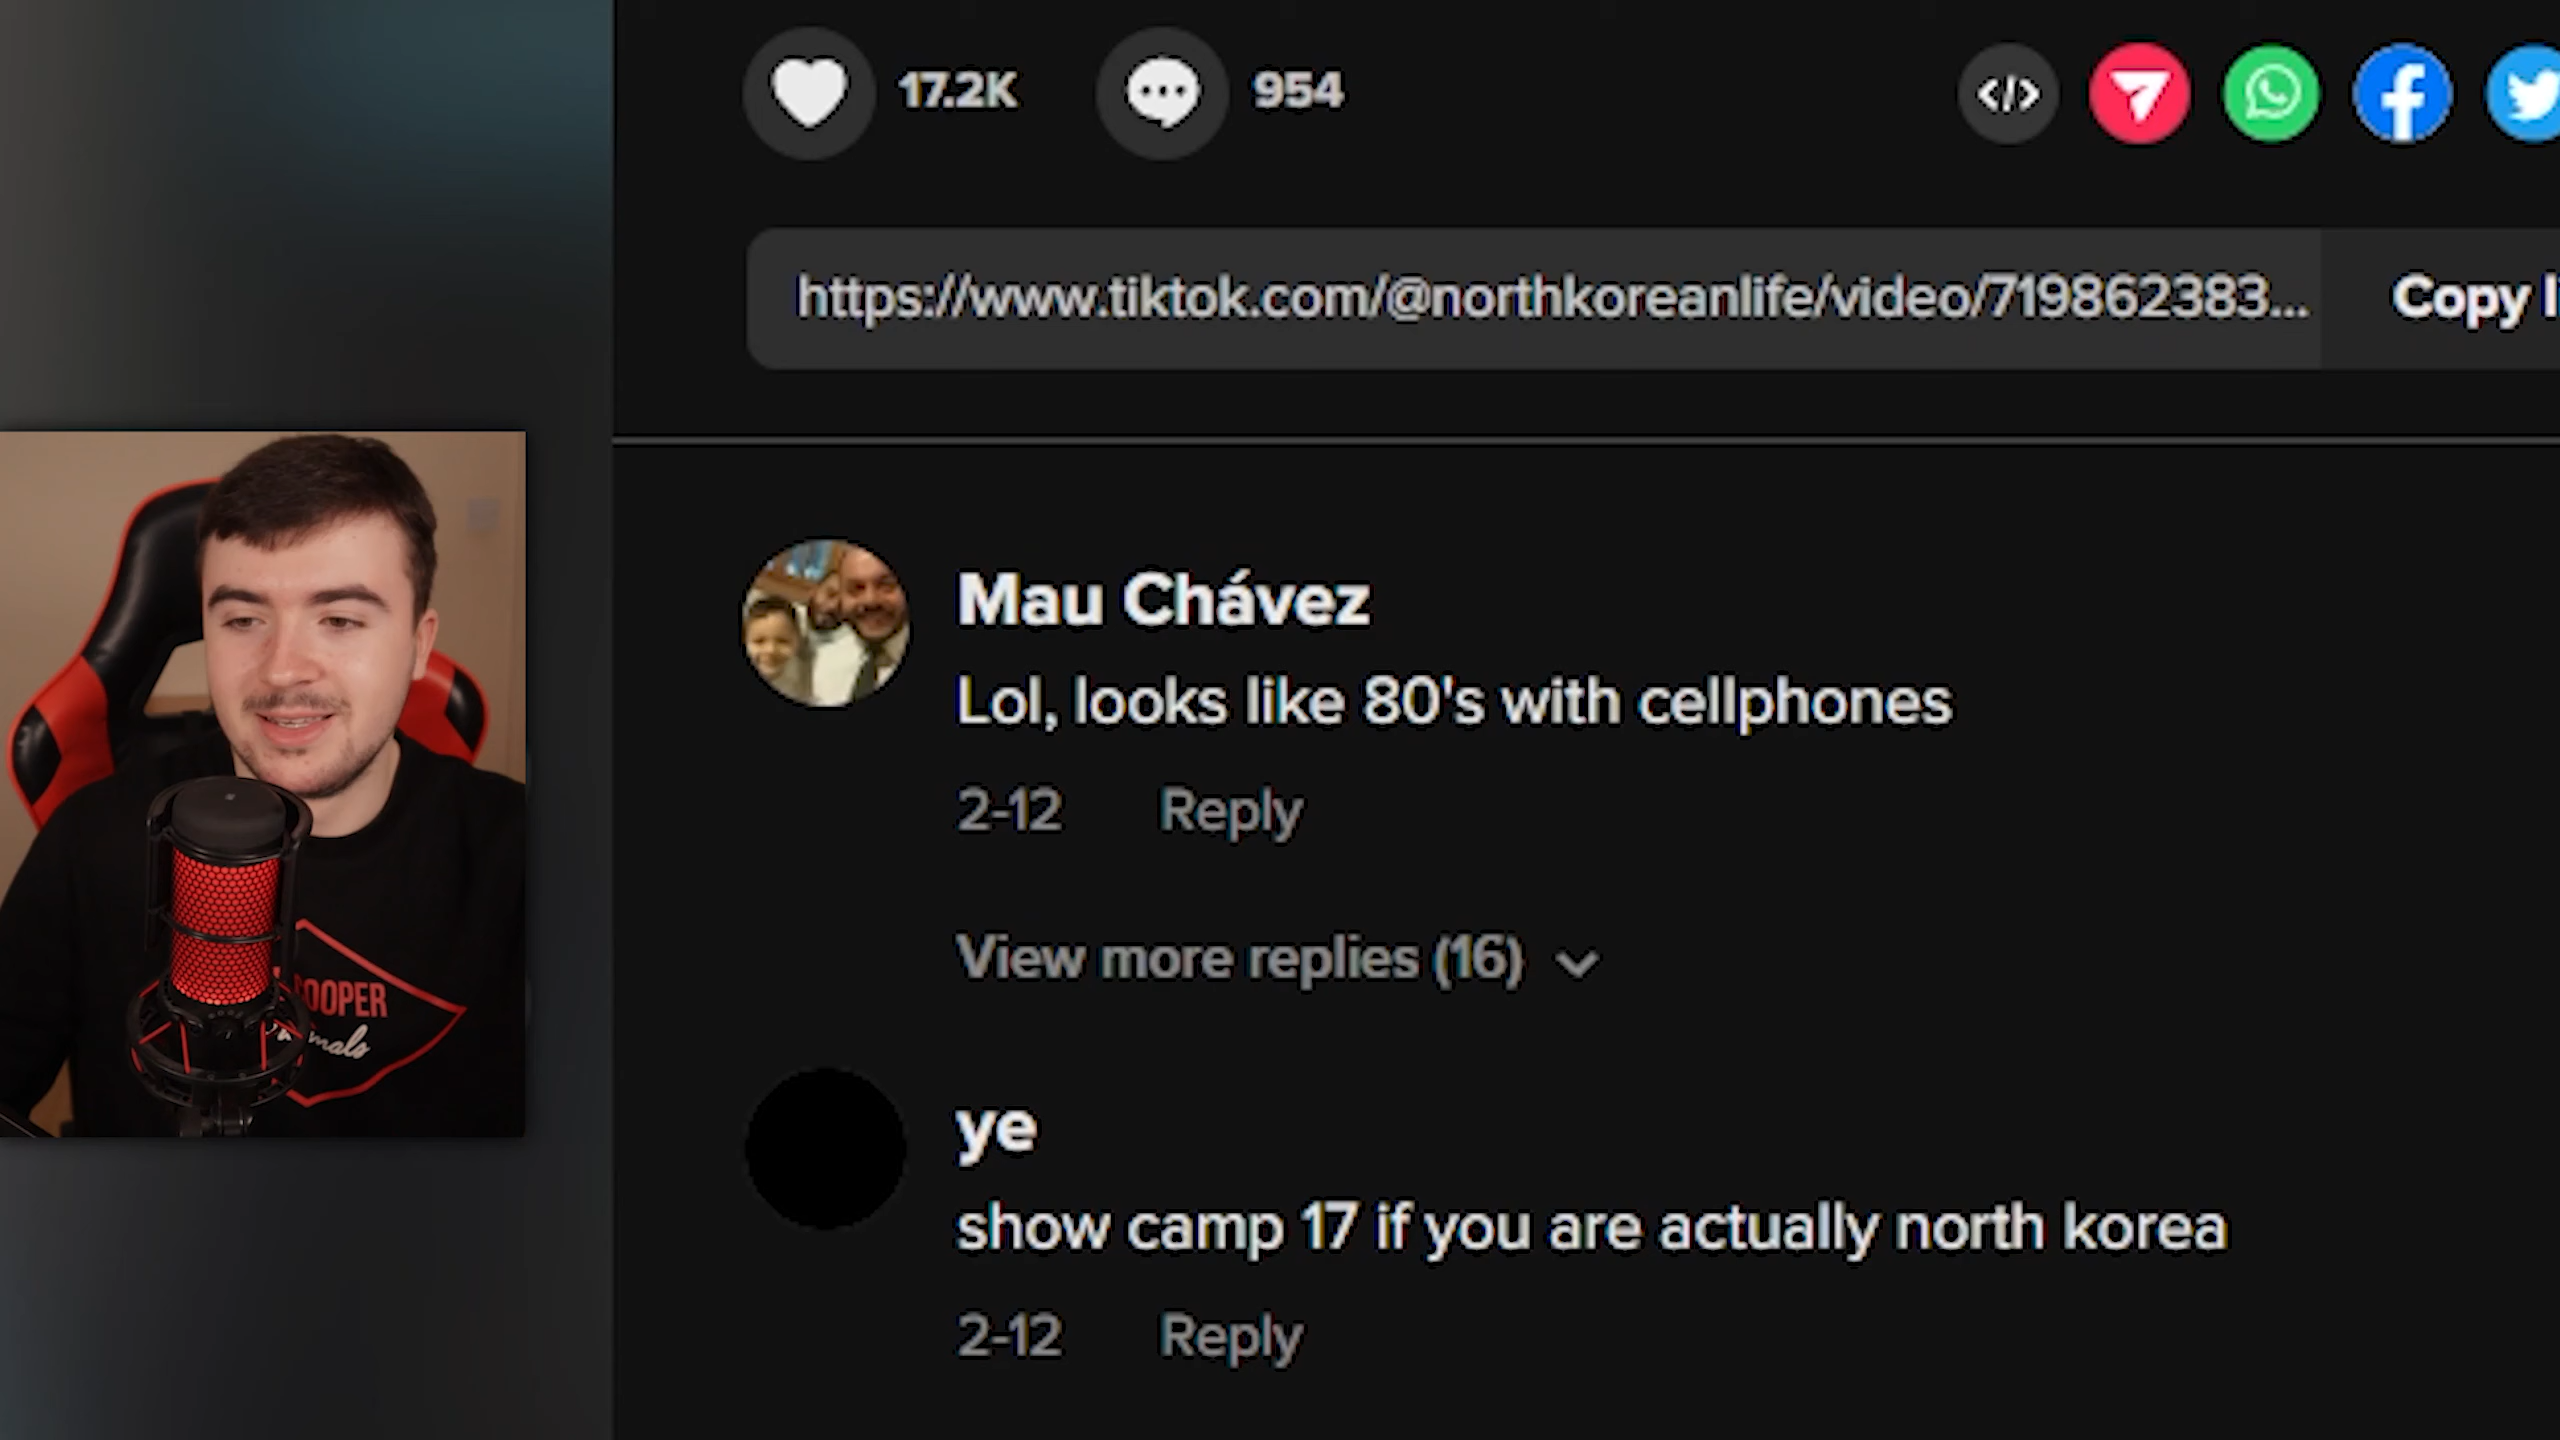 17.2K
954
</>
https://www.tiktok.com/@northkoreanlife/video/719862383...
Copy
Mau Chávez
Lol, looks like 80's with cellphones
2-12
Reply
View more replies (16)
ye
show camp 17 if you are actually north korea
2-12
Reply
OOPER